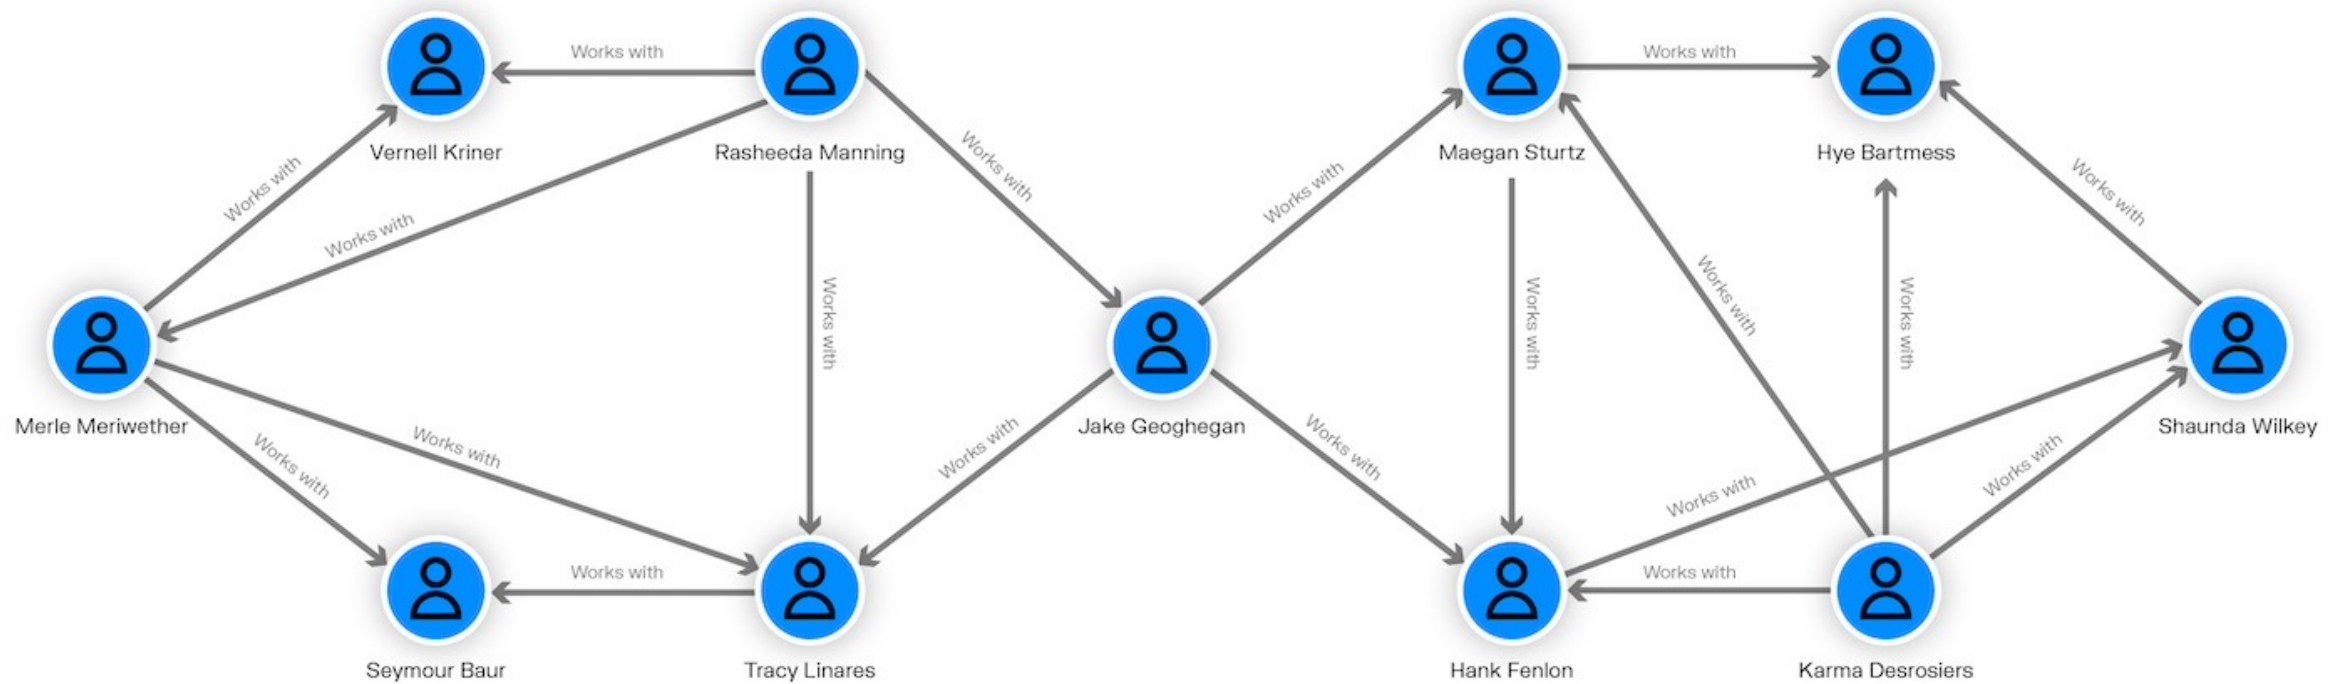 Works with
Works with
Vernell Kriner
Rasheeda Manning
Maegan Sturtz
Hye Bartmess
Works with
Works with
Works with
Works with
Works with
Works with
Works with
Works with
Works with
Works with
Merle Meriwether
Jake Geoghegan
Shaunda Wilkey
Works with
Works with
Works with
Works with
Works with
Works with
Works with
Works with
Seymour Baur
Tracy Linares
Hank Fenlon
Karma Desrosiers